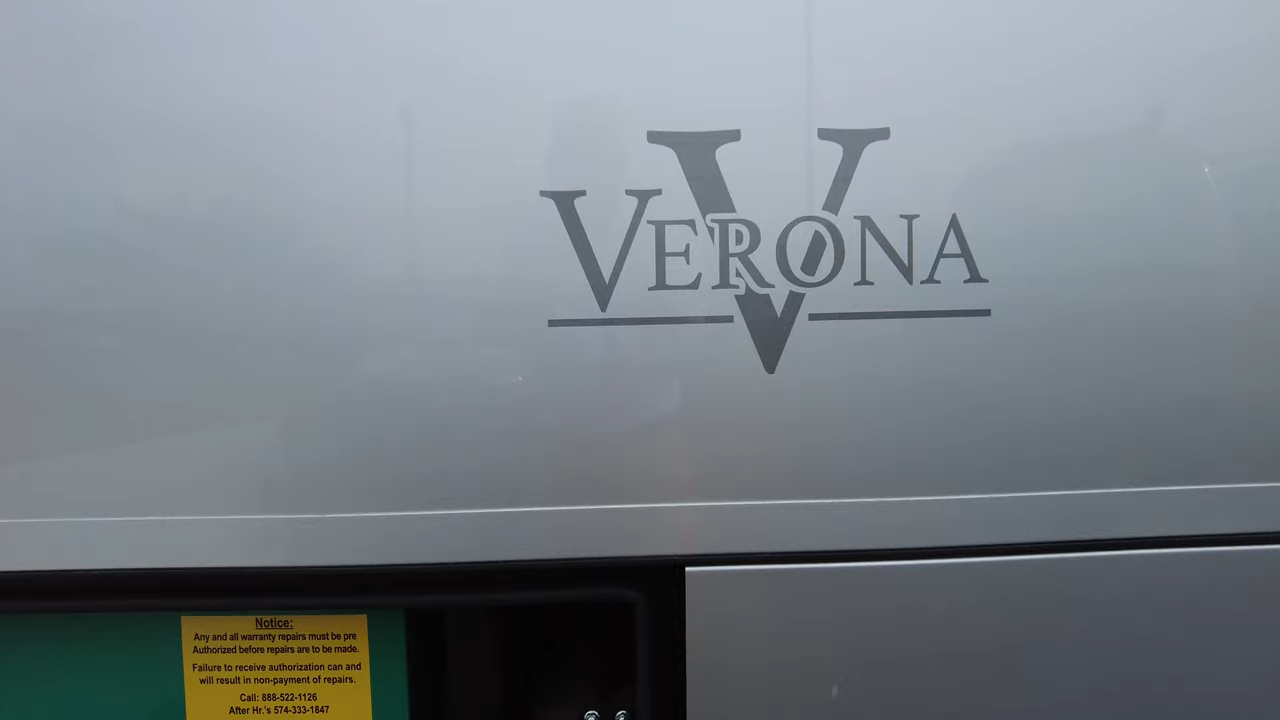 V
VERONA
Notice:
Any and all warranty repairs must be pre
Authorized before repairs are to be made.
Failure to receive authorization can and
will result in non-payment of repairs.
Call: 888-522-1126
After Hr.'s 574-333-1847